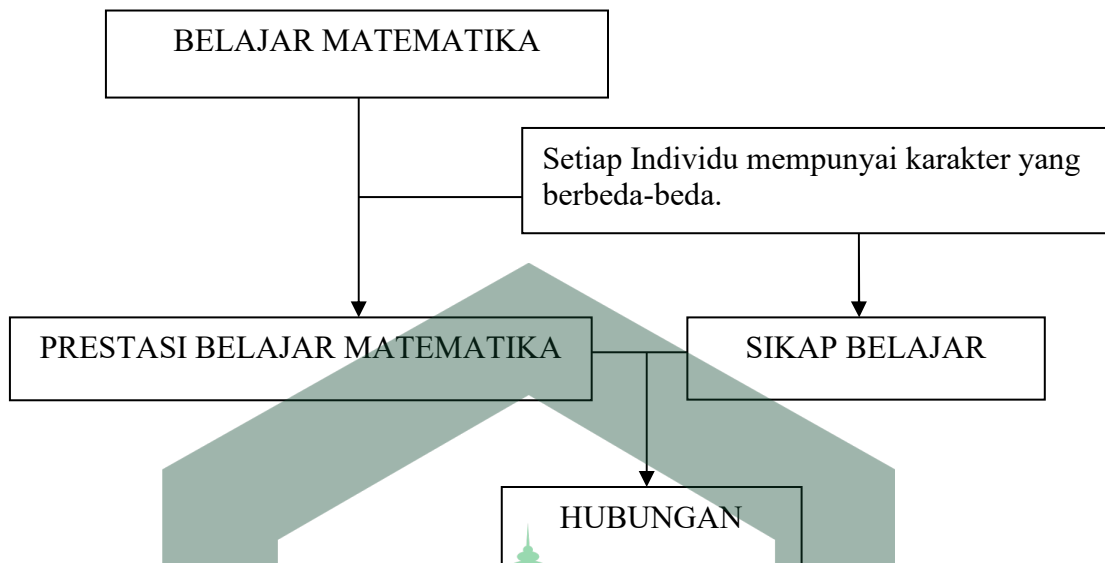 BELAJAR MATEMATIKA
Setiap Individu mempunyai karakter yang
berbeda-beda.
PRESTASI BELAJAR MATEMATIKA
SIKAP BELAJAR
HUBUNGAN